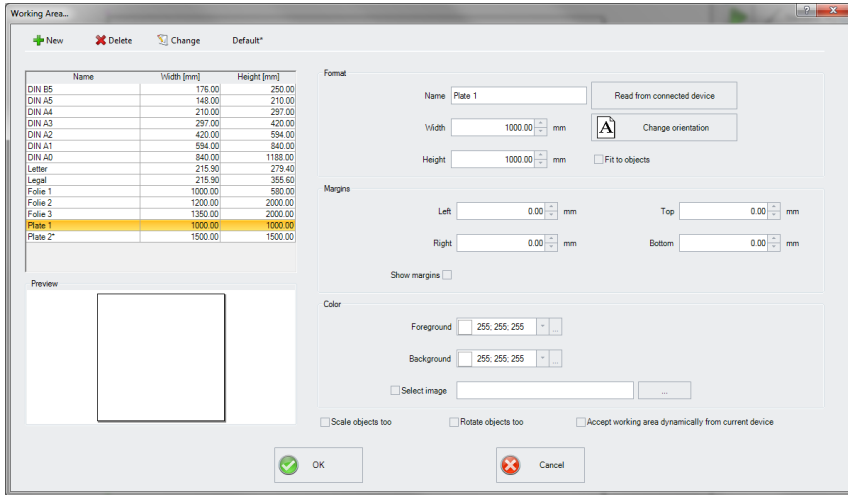 Working Area...
New Delete Change Default*
Name Width [mm] Height [mm]
DIN B5 176.00 250.00
DIN A5 148.00 210.00
DIN A4 210.00 297.00
DIN A3 297.00 420.00
DIN A2 420.00 594.00
DIN A1 594.00 840.00
DIN A0 840.00 1188.00
Letter 215.90 279.40
Legal 215.90 355.60
Folie 1 1000.00 580.00
Folie 2 1200.00 2000.00
Folie 3 1350.00 2000.00
Plate 1 1000.00 1000.00
Plate 2* 1500.00 1500.00
Preview
Format
Name Plate 1 Read from connected device
Width 1000.00 mm A Change orientation
Height 1000.00 mm Fit to objects
Margins
Left 0.00 mm Top 0.00 mm
Right 0.00 mm Bottom 0.00 mm
Show margins
Color
Foreground 255; 255; 255 ...
Background 255; 255; 255 ...
Select image ...
Scale objects too Rotate objects too Accept working area dynamically from current device
OK Cancel